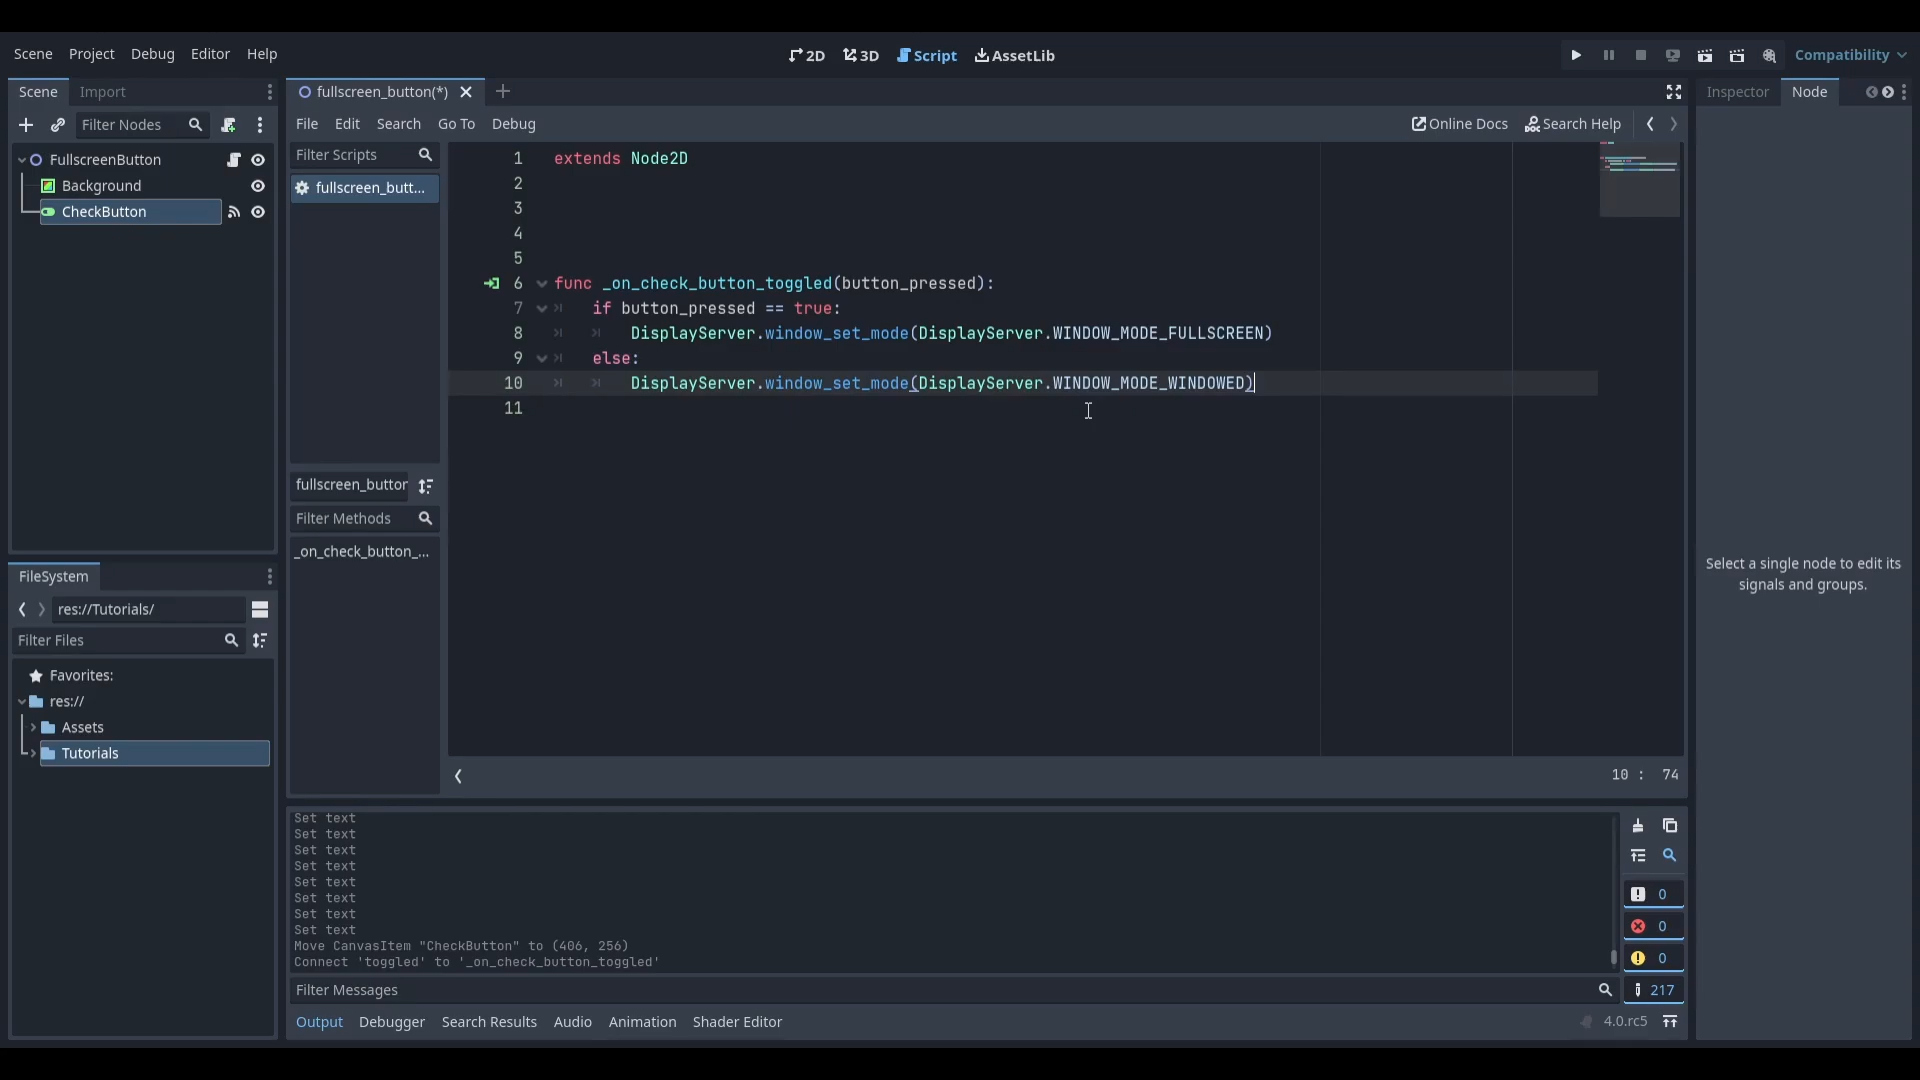 Scene Project Debug Editor Help
2D 3D Script AssetLib
Compatibility
Scene Import
Filter Nodes
FullscreenButton
Background
CheckButton
FileSystem
res://Tutorials/
Filter Files
Favorites:
res://
Assets
Tutorials
fullscreen_button(*)
File Edit Search Go To Debug
Online Docs Search Help
Filter Scripts
fullscreen_butt...
fullscreen_button
Filter Methods
_on_check_button_...
1 extends Node2D
2
3
4
5
6 func _on_check_button_toggled(button_pressed):
7 if button_pressed == true:
8 DisplayServer.window_set_mode(DisplayServer.WINDOW_MODE_FULLSCREEN)
9 else:
10 DisplayServer.window_set_mode(DisplayServer.WINDOW_MODE_WINDOWED)
11
10 : 74
Set text
Set text
Set text
Set text
Set text
Set text
Set text
Set text
Move CanvasItem "CheckButton" to (406, 256)
Connect 'toggled' to '_on_check_button_toggled'
Filter Messages
0
0
0
217
Output Debugger Search Results Audio Animation Shader Editor
4.0.rc5
Inspector Node
Select a single node to edit its
signals and groups.